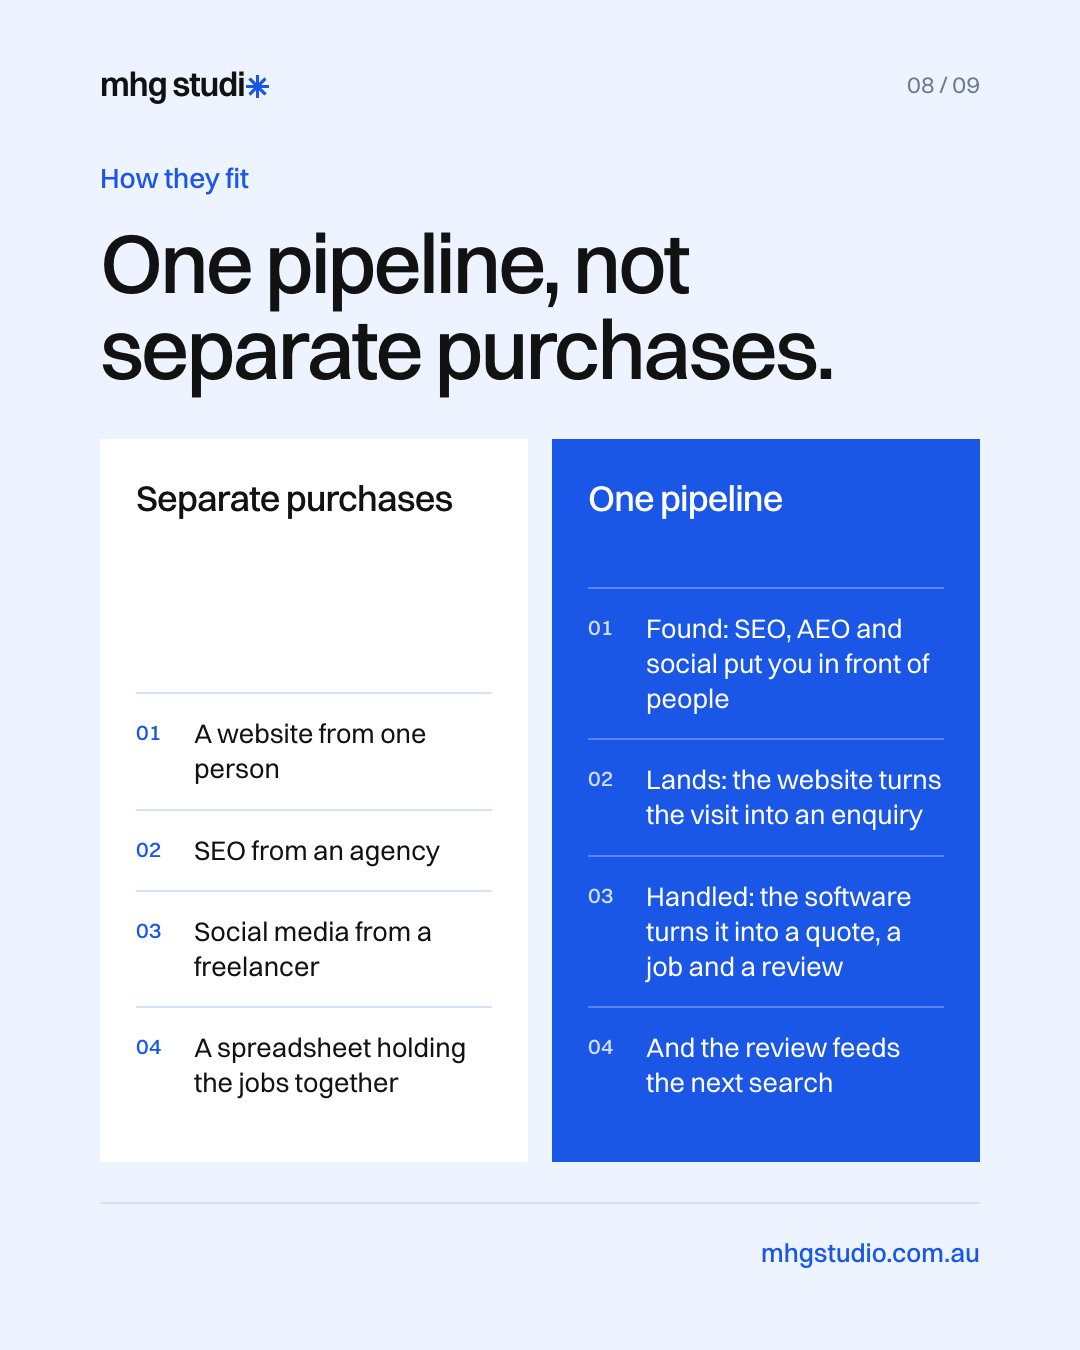 mhg studi*
08 / 09
How they fit
One pipeline, not
separate purchases.
Separate purchases
01 A website from one
person
02 SEO from an agency
03 Social media from a
freelancer
04 A spreadsheet holding
the jobs together
One pipeline
01 Found: SEO, AEO and
social put you in front of
people
02 Lands: the website turns
the visit into an enquiry
03 Handled: the software
turns it into a quote, a
job and a review
04 And the review feeds
the next search
mhgstudio.com.au